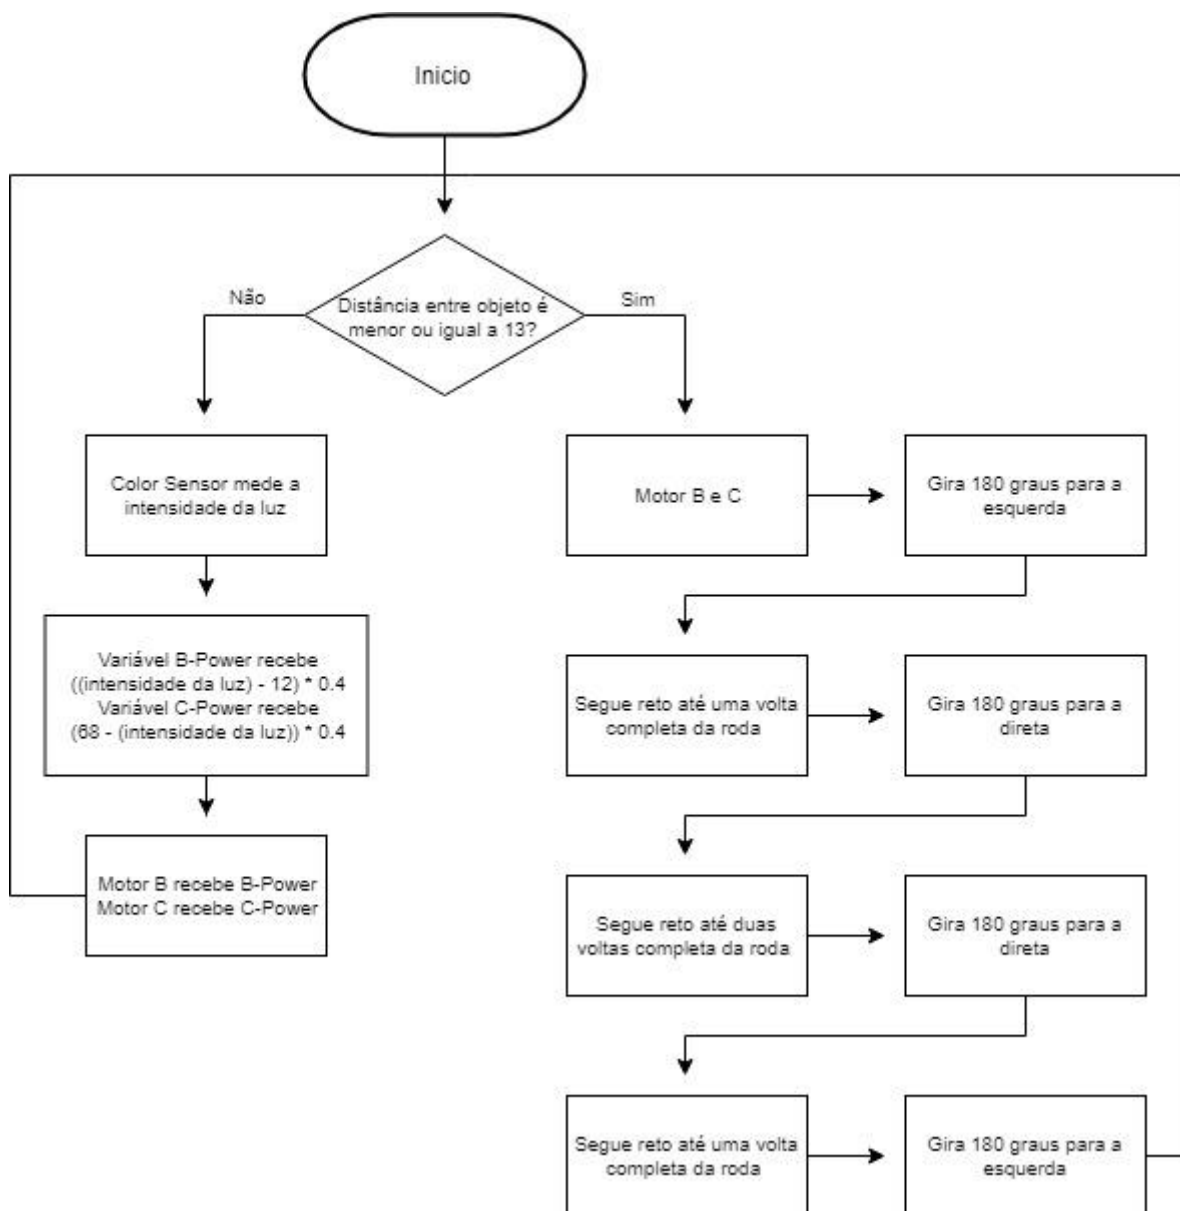 Inicio
Não
Distância entre objeto é
menor ou igual a 13?
Sim
Color Sensor mede a
intensidade da luz
Motor B e C
Gira 180 graus para a
esquerda
Variável B-Power recebe
((intensidade da luz) - 12) * 0.4
Variável C-Power recebe
(68 - (intensidade da luz)) * 0.4
Segue reto até uma volta
completa da roda
Gira 180 graus para a
direta
Motor B recebe B-Power
Motor C recebe C-Power
Segue reto até duas
voltas completa da roda
Gira 180 graus para a
direta
Segue reto até uma volta
completa da roda
Gira 180 graus para a
esquerda